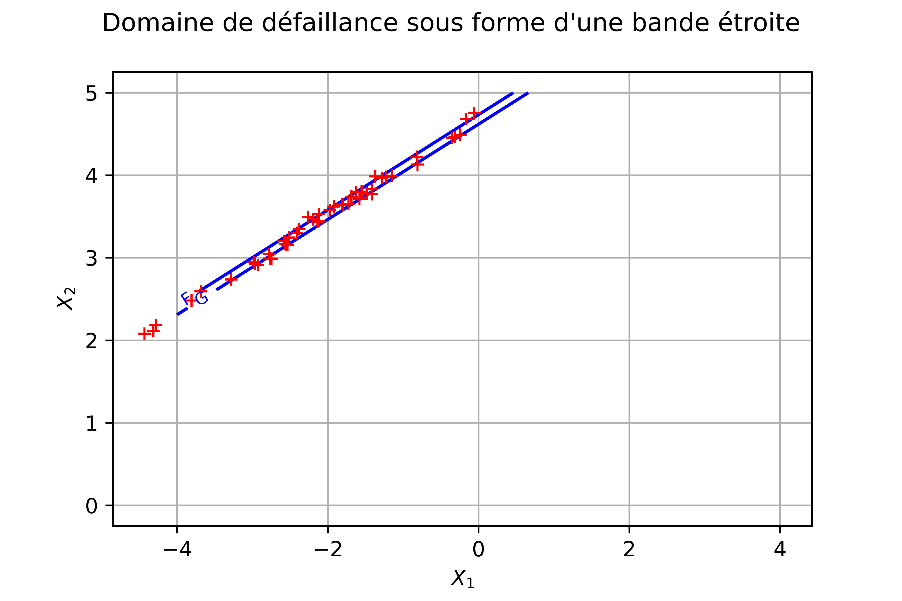 Domaine de défaillance sous forme d'une bande étroite
5
4
3
2
1
0
X₂
F G
−4 −2 0 2 4
X₁